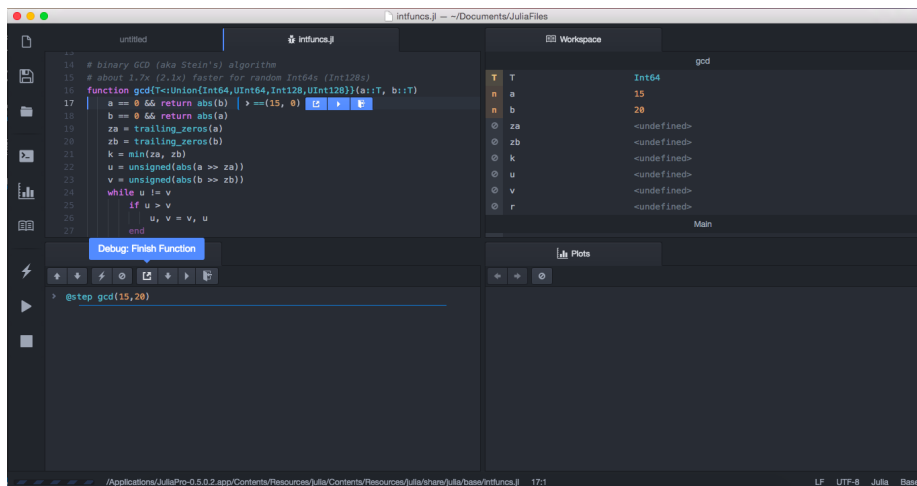 intfuncs.jl — ~/Documents/JuliaFiles
untitled
intfuncs.jl
14 # binary GCD (aka Stein's) algorithm
15 # about 1.7x (2.1x) faster for random Int64s (Int128s)
16 function gcd{T<:Union{Int64,UInt64,Int128,UInt128}}(a::T, b::T)
17 a == 0 && return abs(b) > ==(15, 0)
18 b == 0 && return abs(a)
19 za = trailing_zeros(a)
20 zb = trailing_zeros(b)
21 k = min(za, zb)
22 u = unsigned(abs(a >> za))
23 v = unsigned(abs(b >> zb))
24 while u != v
25 if u > v
26 u, v = v, u
27 end
Workspace
gcd
T T Int64
n a 15
n b 20
za <undefined>
zb <undefined>
k <undefined>
u <undefined>
v <undefined>
r <undefined>
Main
Debug: Finish Function
> @step gcd(15,20)
Plots
/Applications/JuliaPro-0.5.0.2.app/Contents/Resources/julia/Contents/Resources/julia/share/julia/base/intfuncs.jl 17:1 LF UTF-8 Julia Base